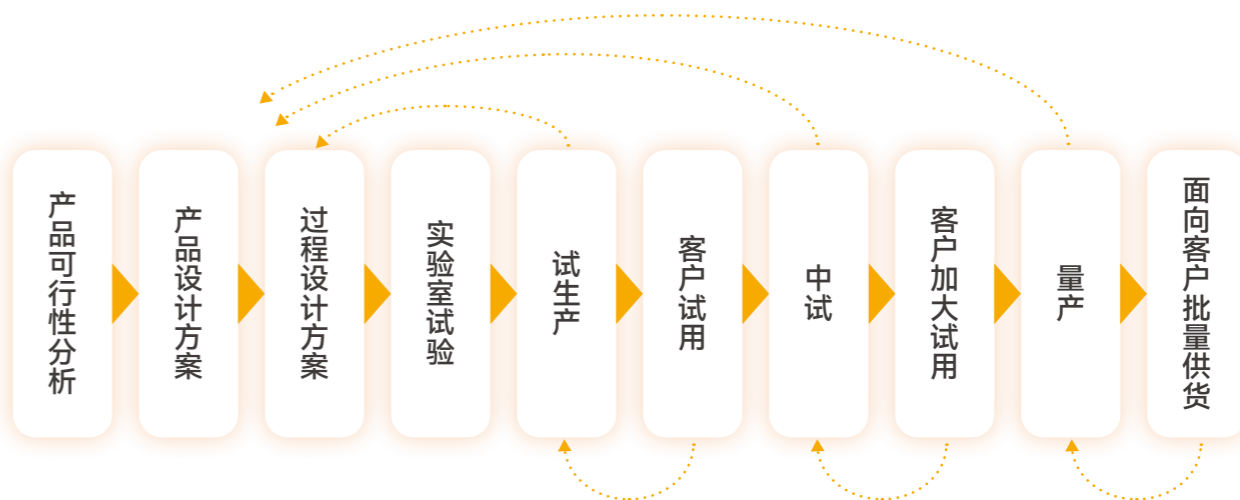 产品可行性分析
产品设计方案
过程设计方案
实验室试验
试生产
客户试用
中试
客户加大试用
量产
面向客户批量供货